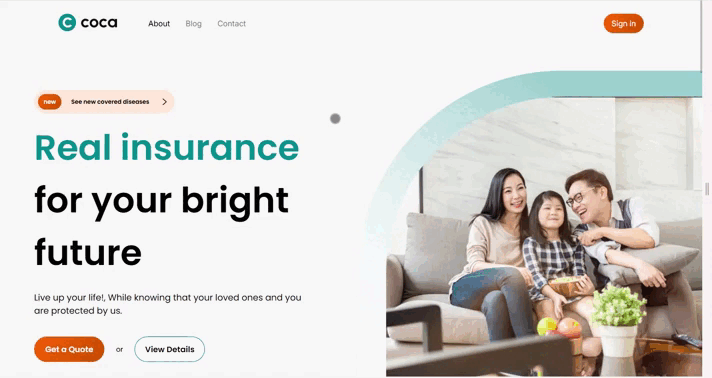 C coca
About
Blog
Contact
Sign In
new
See new covered diseases
Real insurance
for your bright
future
Live up your life!, While knowing that your loved ones and you
are protected by us.
Get a Quote
or
View Details